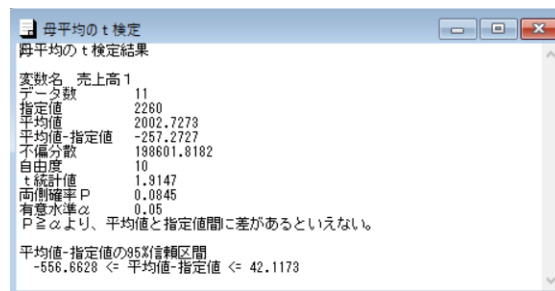 母平均のｔ検定
母平均のｔ検定結果
変数名　売上高１
データ数 11
指定値 2260
平均値 2002.7273
平均値-指定値 -257.2727
不偏分散 198601.8182
自由度 10
ｔ統計値 1.9147
両側確率Ｐ 0.0845
有意水準α 0.05
Ｐ≧αより、平均値と指定値間に差があるといえない。
平均値-指定値の95%信頼区間
-556.6628 <= 平均値-指定値 <= 42.1173